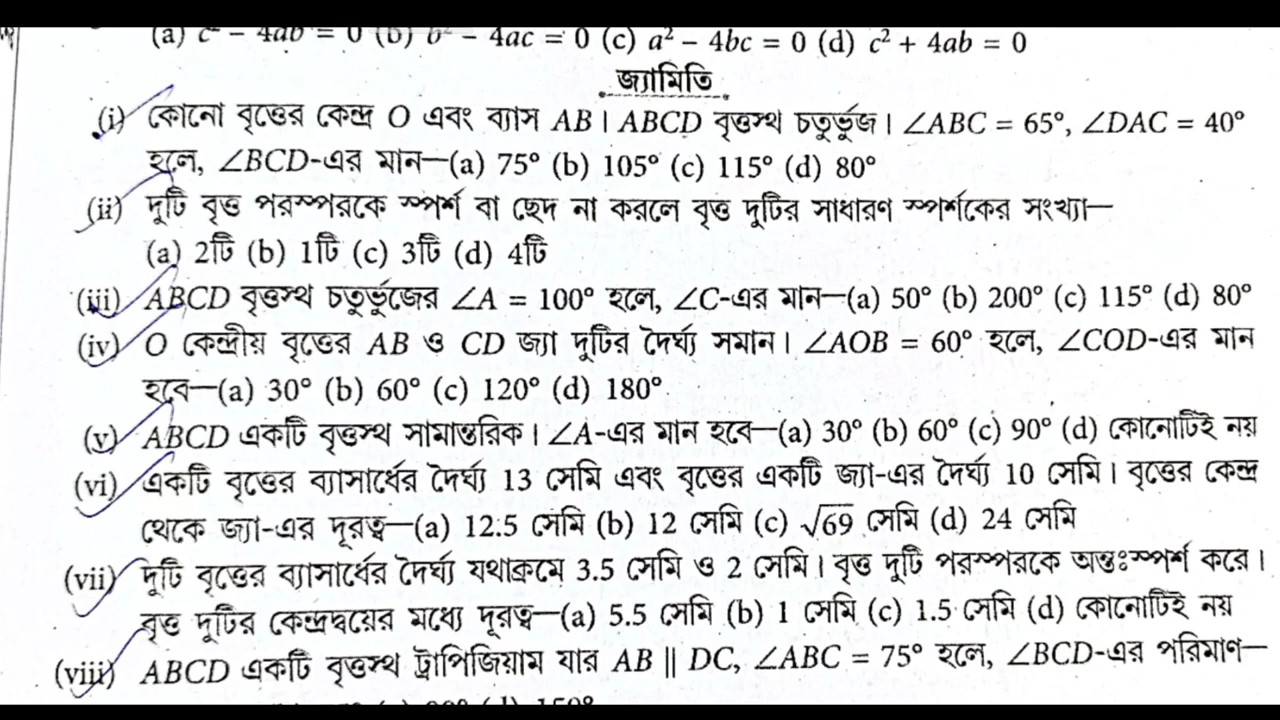 (a) c² − 4ab = 0 (b) b² − 4ac = 0 (c) a² − 4bc = 0 (d) c² + 4ab = 0
জ্যামিতি
(i) কোনো বৃত্তের কেন্দ্র O এবং ব্যাস AB। ABCD বৃত্তস্থ চতুর্ভুজ। ∠ABC = 65°, ∠DAC = 40°
হলে, ∠BCD-এর মান—(a) 75° (b) 105° (c) 115° (d) 80°
(ii) দুটি বৃত্ত পরস্পরকে স্পর্শ বা ছেদ না করলে বৃত্ত দুটির সাধারণ স্পর্শকের সংখ্যা—
(a) 2টি (b) 1টি (c) 3টি (d) 4টি
(iii) ABCD বৃত্তস্থ চতুর্ভুজের ∠A = 100° হলে, ∠C-এর মান—(a) 50° (b) 200° (c) 115° (d) 80°
(iv) O কেন্দ্রীয় বৃত্তের AB ও CD জ্যা দুটির দৈর্ঘ্য সমান। ∠AOB = 60° হলে, ∠COD-এর মান
হবে—(a) 30° (b) 60° (c) 120° (d) 180°
(v) ABCD একটি বৃত্তস্থ সামান্তরিক। ∠A-এর মান হবে—(a) 30° (b) 60° (c) 90° (d) কোনোটিই নয়
(vi) একটি বৃত্তের ব্যাসার্ধের দৈর্ঘ্য 13 সেমি এবং বৃত্তের একটি জ্যা-এর দৈর্ঘ্য 10 সেমি। বৃত্তের কেন্দ্র
থেকে জ্যা-এর দূরত্ব—(a) 12.5 সেমি (b) 12 সেমি (c) √69 সেমি (d) 24 সেমি
(vii) দুটি বৃত্তের ব্যাসার্ধের দৈর্ঘ্য যথাক্রমে 3.5 সেমি ও 2 সেমি। বৃত্ত দুটি পরস্পরকে অন্তঃস্পর্শ করে।
বৃত্ত দুটির কেন্দ্রদ্বয়ের মধ্যে দূরত্ব—(a) 5.5 সেমি (b) 1 সেমি (c) 1.5 সেমি (d) কোনোটিই নয়
(viii) ABCD একটি বৃত্তস্থ ট্রাপিজিয়াম যার AB || DC, ∠ABC = 75° হলে, ∠BCD-এর পরিমাণ—